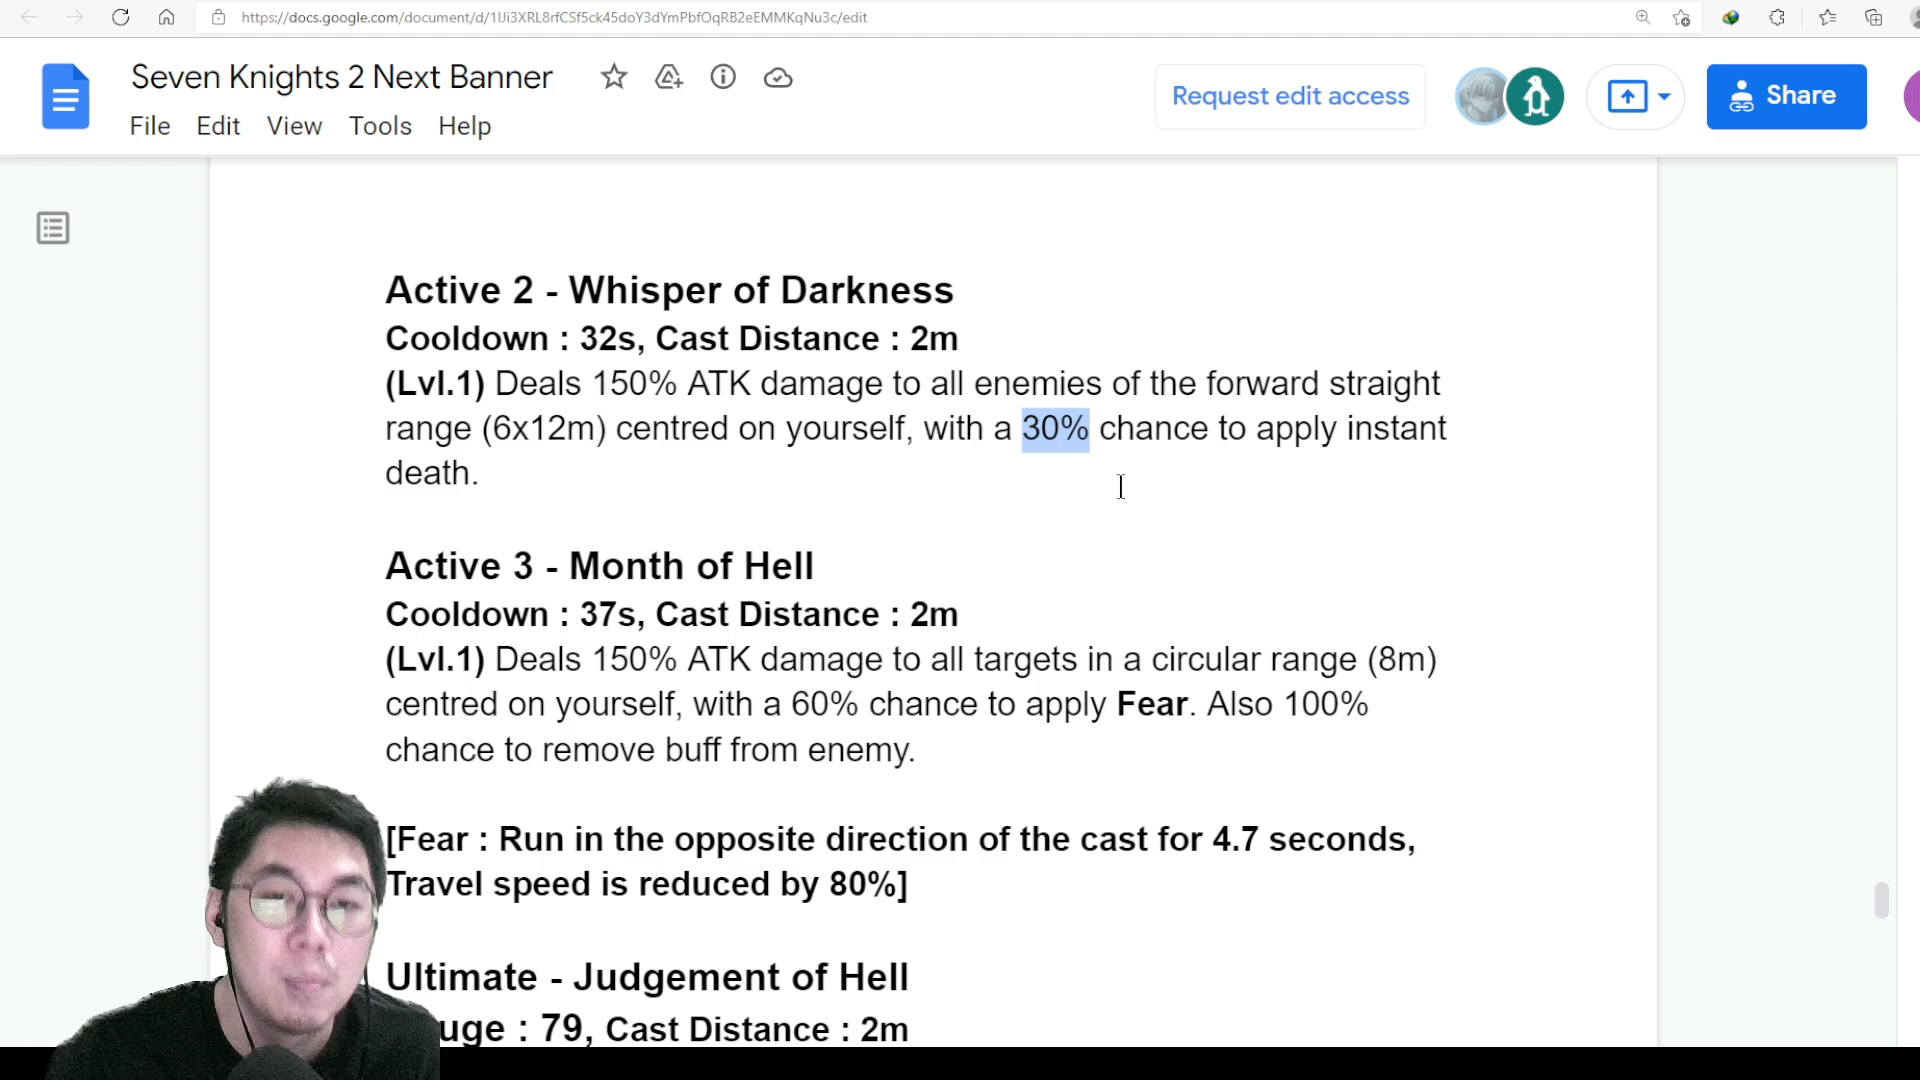 https://docs.google.com/document/d/1IJi3XRL8rfCSf5ck45doY3dYmPbfOqRB2eEMMKqNu3c/edit
Seven Knights 2 Next Banner
File Edit View Tools Help
Request edit access
Share
Active 2 - Whisper of Darkness
Cooldown : 32s, Cast Distance : 2m
(Lvl.1) Deals 150% ATK damage to all enemies of the forward straight
range (6x12m) centred on yourself, with a 30% chance to apply instant
death.
Active 3 - Month of Hell
Cooldown : 37s, Cast Distance : 2m
(Lvl.1) Deals 150% ATK damage to all targets in a circular range (8m)
centred on yourself, with a 60% chance to apply Fear. Also 100%
chance to remove buff from enemy.
[Fear : Run in the opposite direction of the cast for 4.7 seconds,
Travel speed is reduced by 80%]
Ultimate - Judgement of Hell
uge : 79, Cast Distance : 2m